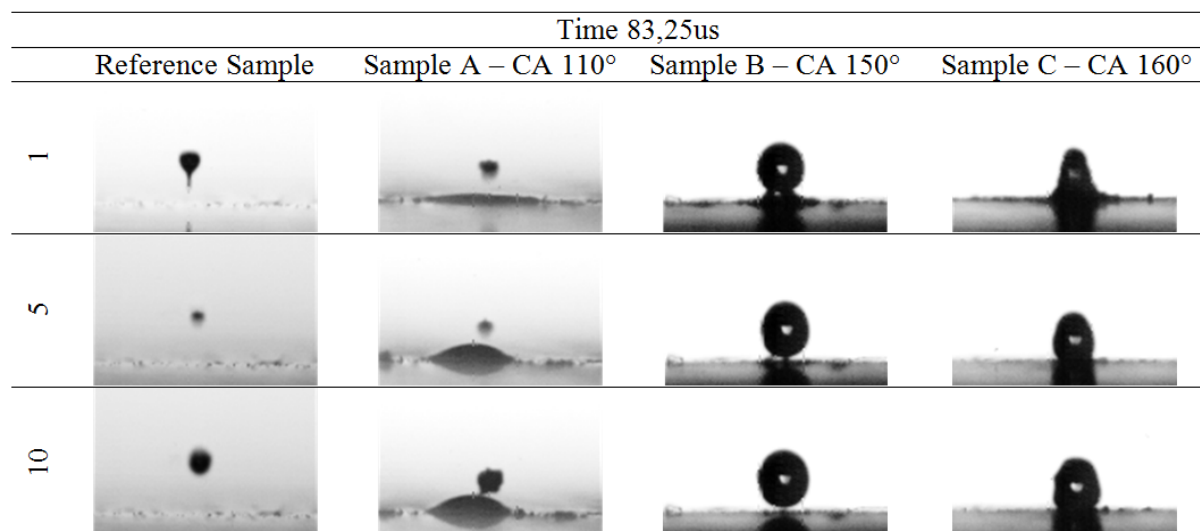 Time 83,25us
Reference Sample Sample A – CA 110° Sample B – CA 150° Sample C – CA 160°
1
5
10